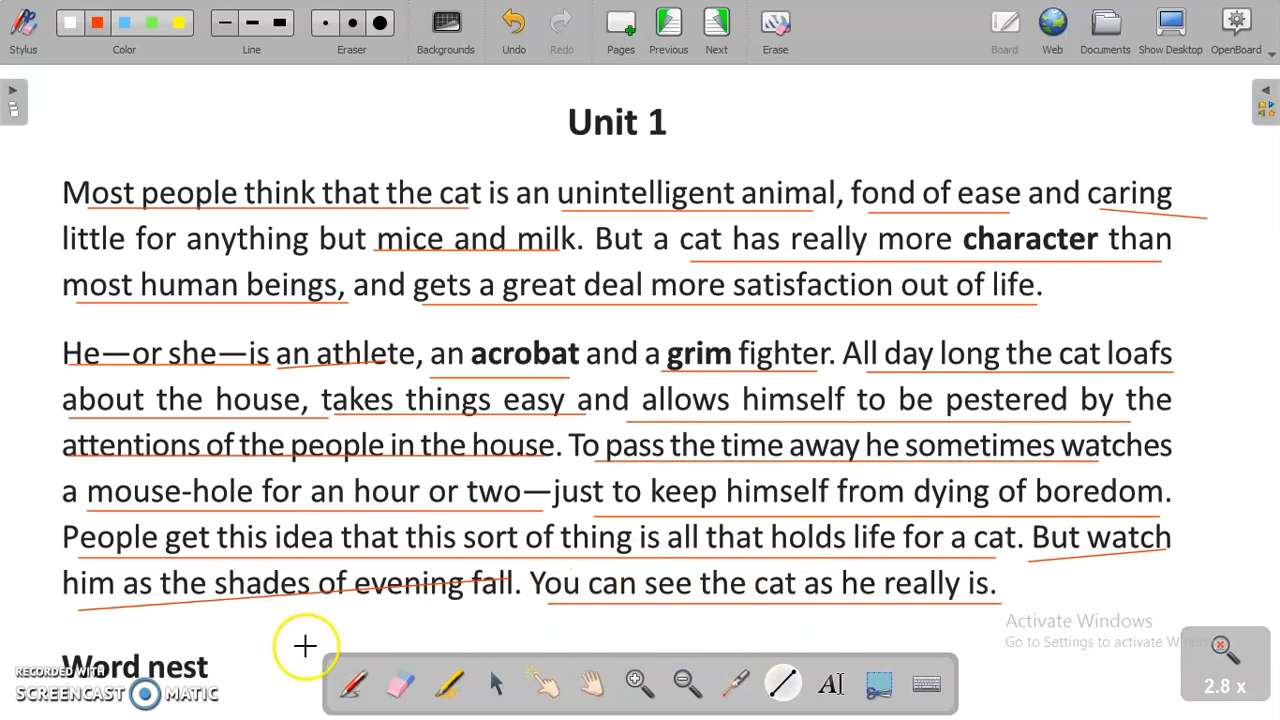 Stylus
Color
Line
Eraser
Backgrounds
Undo
Redo
Pages
Previous
Next
Erase
Board
Web
Documents
Show Desktop
OpenBoard
Unit 1
Most people think that the cat is an unintelligent animal, fond of ease and caring
little for anything but mice and milk. But a cat has really more character than
most human beings, and gets a great deal more satisfaction out of life.
He—or she—is an athlete, an acrobat and a grim fighter. All day long the cat loafs
about the house, takes things easy and allows himself to be pestered by the
attentions of the people in the house. To pass the time away he sometimes watches
a mouse-hole for an hour or two—just to keep himself from dying of boredom.
People get this idea that this sort of thing is all that holds life for a cat. But watch
him as the shades of evening fall. You can see the cat as he really is.
Activate Windows
Go to Settings to activate Windows
Word nest
RECORDED WITH
SCREENCAST MATIC
2.8 x